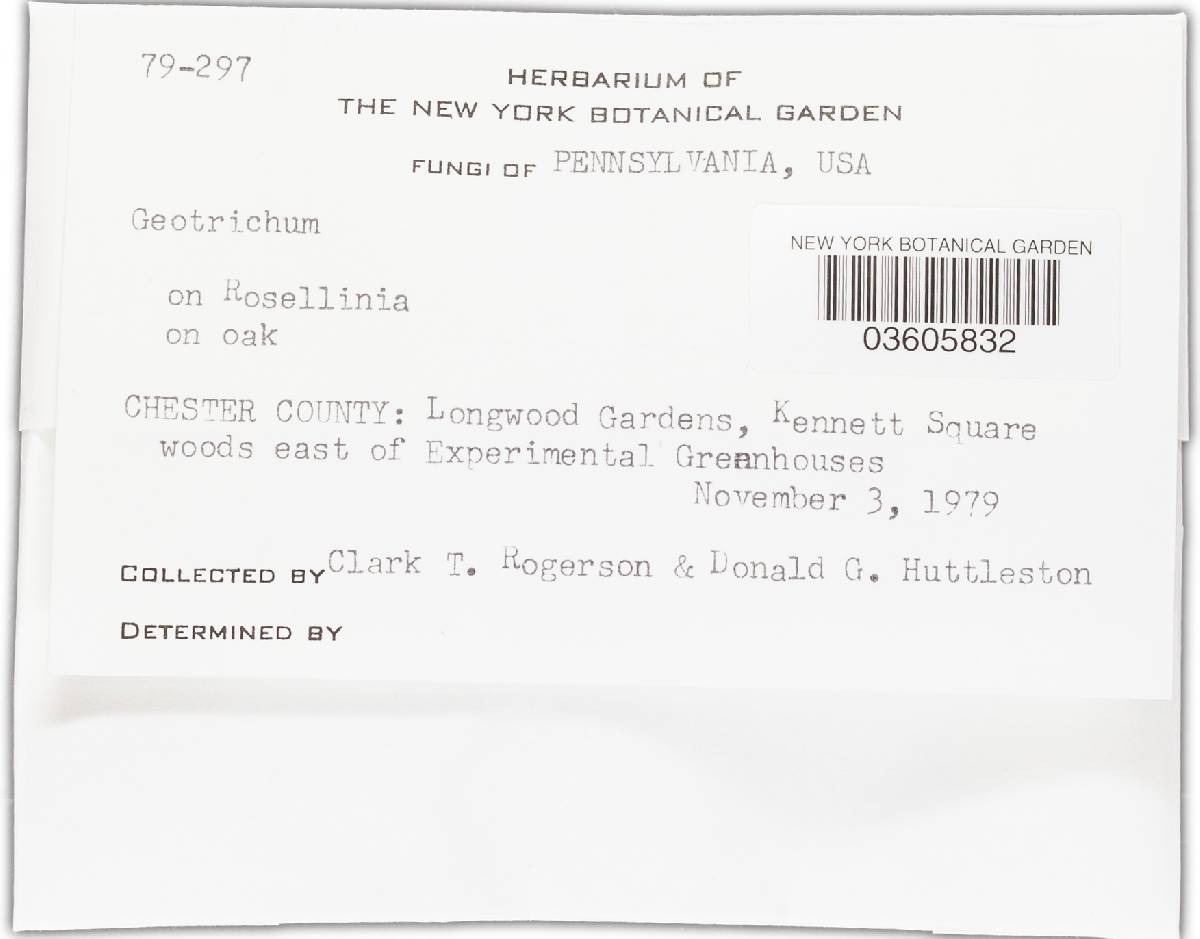 79-297
HERBARIUM OF
THE NEW YORK BOTANICAL GARDEN
FUNGI OF PENNSYLVANIA, USA
Geotrichum
NEW YORK BOTANICAL GARDEN
03605832
on Rosellinia
on oak
CHESTER COUNTY: Longwood Gardens, Kennett Square
woods east of Experimental Greenhouses
November 3, 1979
COLLECTED BY Clark T. Rogerson & Donald G. Huttleston
DETERMINED BY